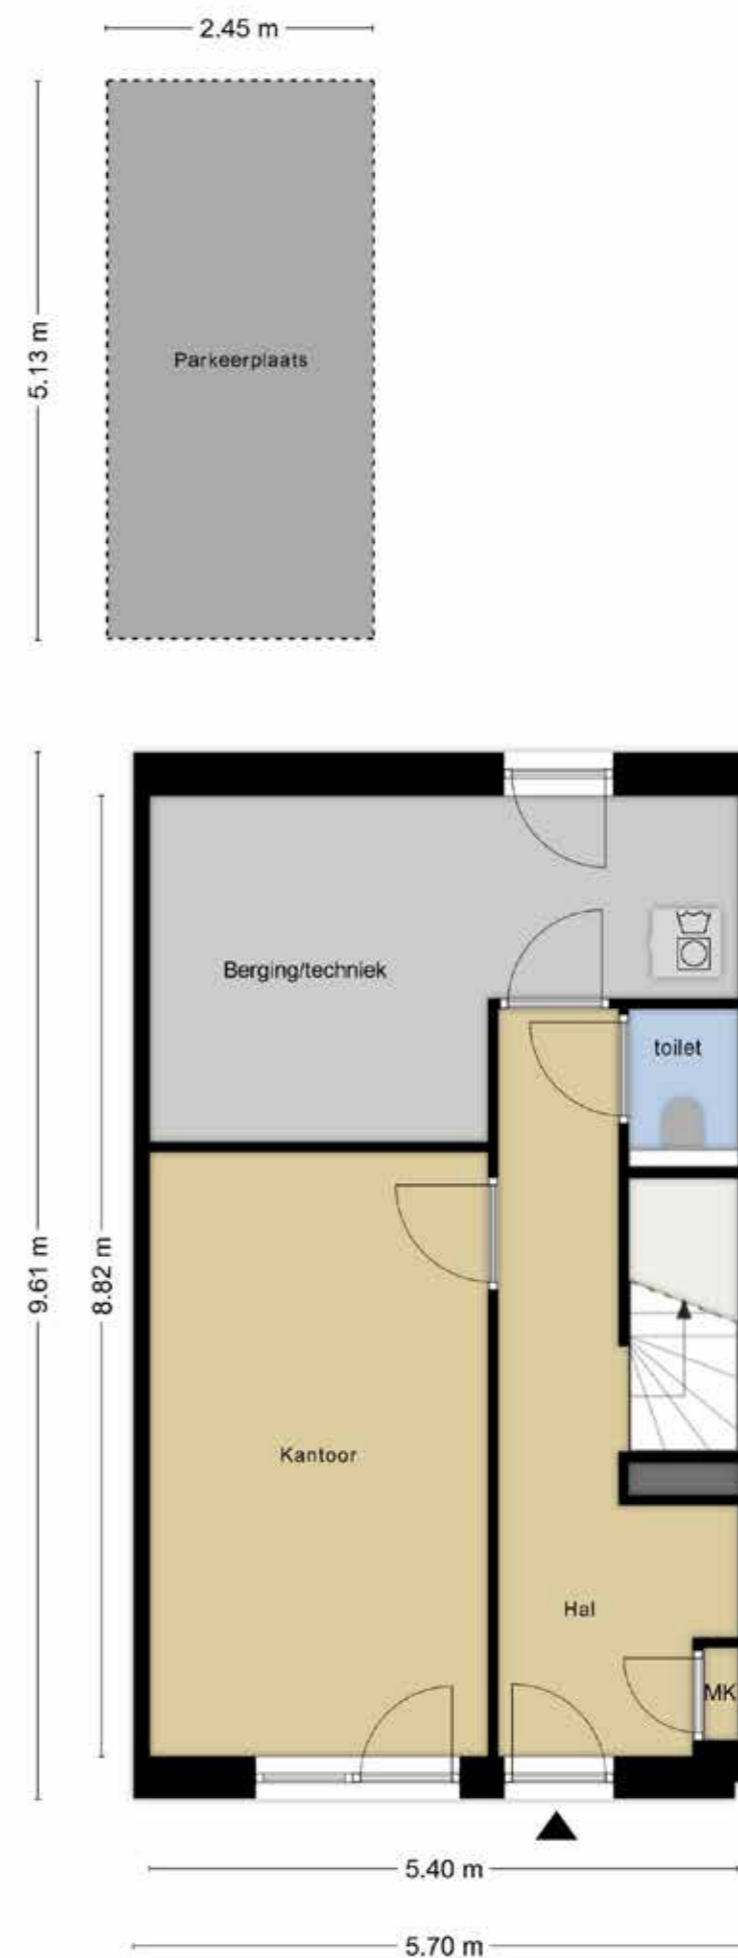 2.45 m
5.13 m
Parkeerplaats
Berging/techniek
toilet
9.61 m
8.82 m
Kantoor
Hal
MK
5.40 m
5.70 m